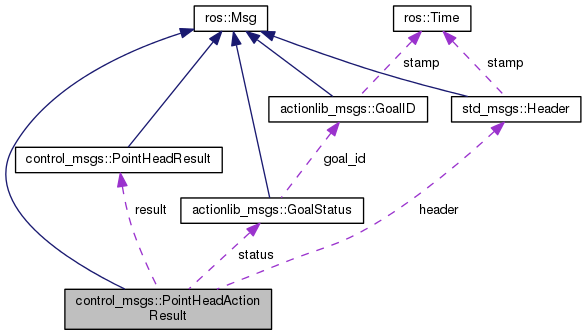 ros::Msg
ros::Time
stamp
stamp
actionlib_msgs::GoalID
std_msgs::Header
control_msgs::PointHeadResult
goal_id
result
actionlib_msgs::GoalStatus
header
status
control_msgs::PointHeadAction
Result